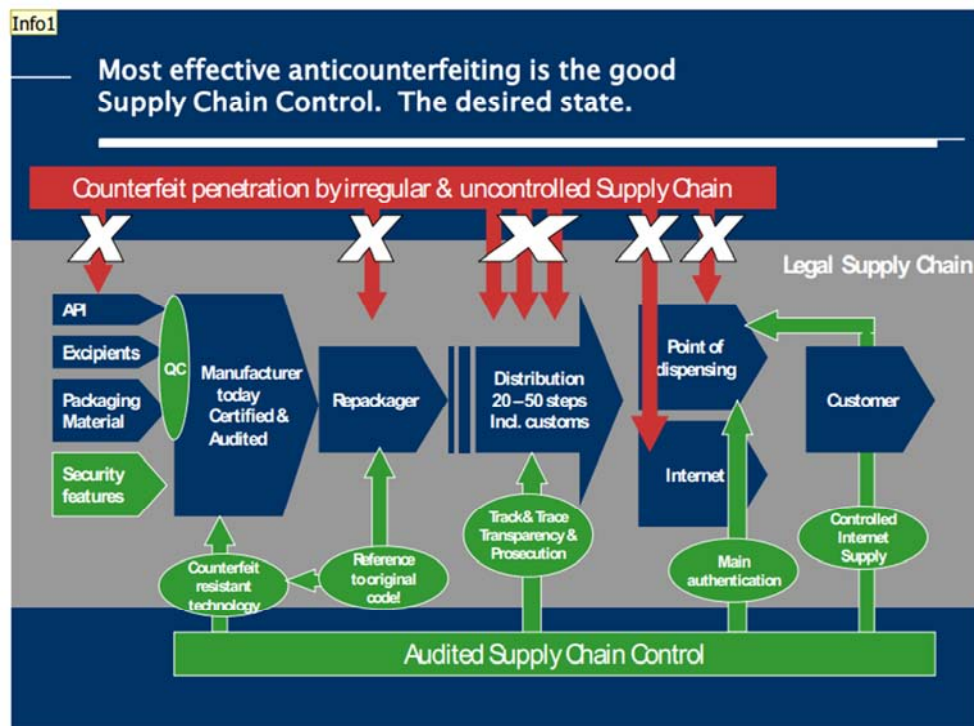 Info1
Most effective anticounterfeiting is the good
Supply Chain Control. The desired state.
Counterfeit penetration by irregular & uncontrolled Supply Chain
X
X
X
X
X
Legal Supply Chain
API
Excipients
Packaging
Material
Security
features
QC
Manufacturer
today
Certified &
Audited
Repackager
Distribution
20–50 steps
Incl. customs
Point of
dispensing
Internet
Customer
Counterfeit
resistant
technology
Reference
to original
code!
Track & Trace
Transparency &
Prosecution
Main
authentication
Controlled
Internet
Supply
Audited Supply Chain Control